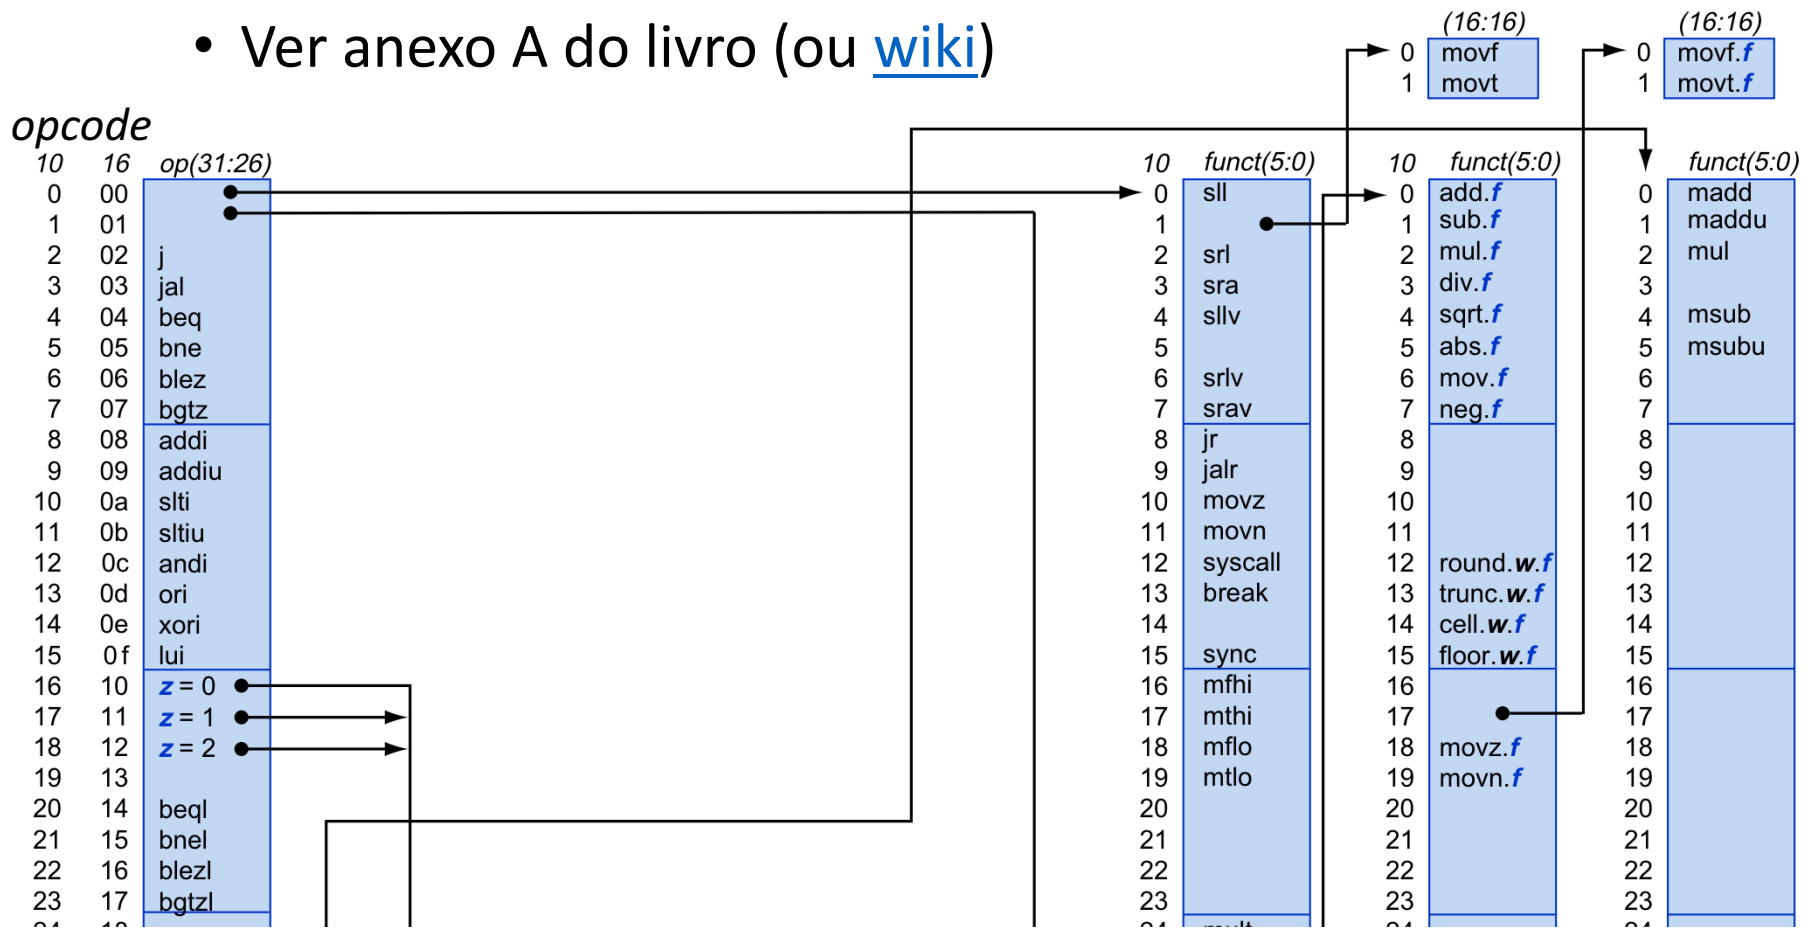 • Ver anexo A do livro (ou wiki)
(16:16) (16:16)
0 movf 0 movf.f
1 movt 1 movt.f
opcode
10 16 op(31:26) 10 funct(5:0) 10 funct(5:0) funct(5:0)
0 00 0 sll 0 add.f 0 madd
1 01 1 1 sub.f 1 maddu
2 02 j 2 srl 2 mul.f 2 mul
3 03 jal 3 sra 3 div.f 3
4 04 beq 4 sllv 4 sqrt.f 4 msub
5 05 bne 5 5 abs.f 5 msubu
6 06 blez 6 srlv 6 mov.f 6
7 07 bgtz 7 srav 7 neg.f 7
8 08 addi 8 jr 8 8
9 09 addiu 9 jalr 9 9
10 0a slti 10 movz 10 10
11 0b sltiu 11 movn 11 11
12 0c andi 12 syscall 12 round.w.f 12
13 0d ori 13 break 13 trunc.w.f 13
14 0e xori 14 14 cell.w.f 14
15 0f lui 15 sync 15 floor.w.f 15
16 10 z = 0 16 mfhi 16 16
17 11 z = 1 17 mthi 17 17
18 12 z = 2 18 mflo 18 movz.f 18
19 13 19 mtlo 19 movn.f 19
20 14 beql 20 20 20
21 15 bnel 21 21 21
22 16 blezl 22 22 22
23 17 bgtzl 23 23 23